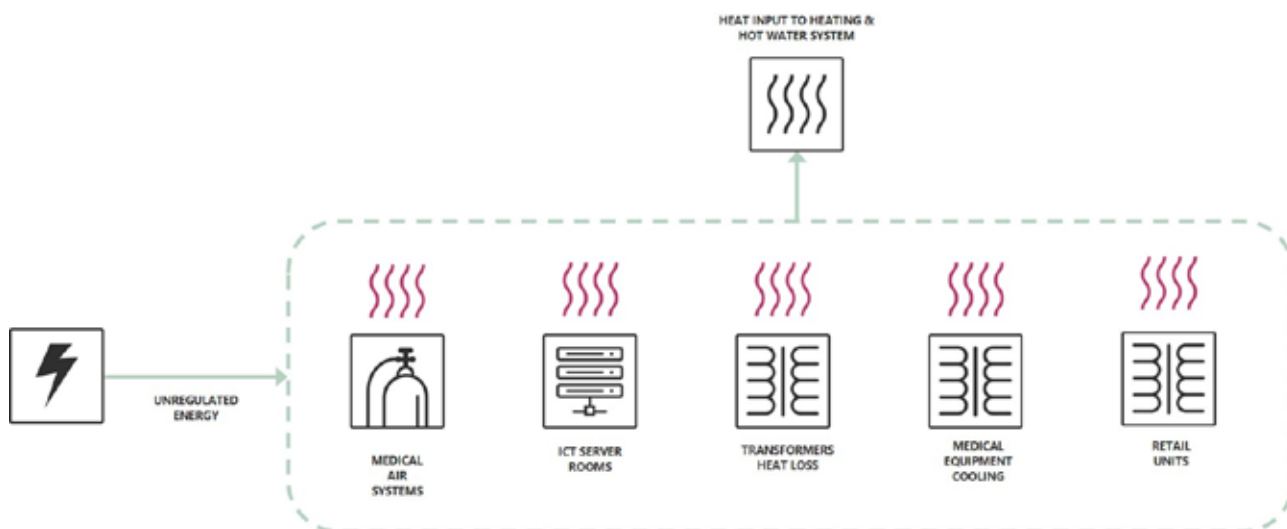 HEAT INPUT TO HEATING &
HOT WATER SYSTEM
UNREGULATED
ENERGY
MEDICAL
AIR
SYSTEMS
ICT SERVER
ROOMS
TRANSFORMERS
HEAT LOSS
MEDICAL
EQUIPMENT
COOLING
RETAIL
UNITS